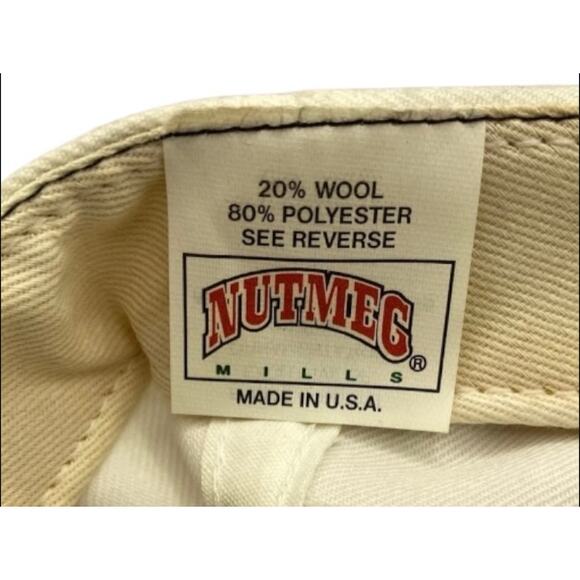 20% WOOL
80% POLYESTER
SEE REVERSE
NUTMEG®
MILLS
MADE IN U.S.A.